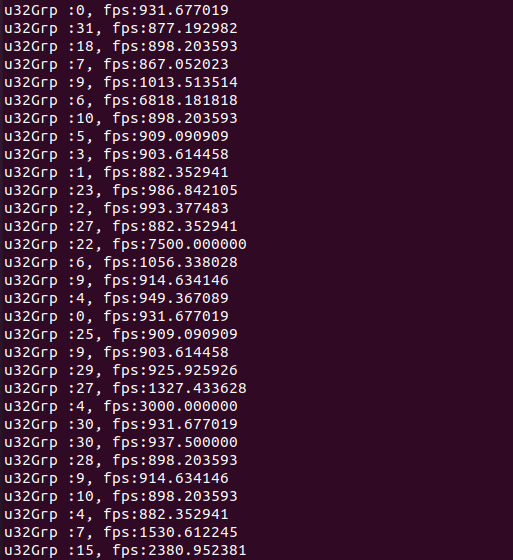 u32Grp :0, fps:931.677019
u32Grp :31, fps:877.192982
u32Grp :18, fps:898.203593
u32Grp :7, fps:867.052023
u32Grp :9, fps:1013.513514
u32Grp :6, fps:6818.181818
u32Grp :10, fps:898.203593
u32Grp :5, fps:909.090909
u32Grp :3, fps:903.614458
u32Grp :1, fps:882.352941
u32Grp :23, fps:986.842105
u32Grp :2, fps:993.377483
u32Grp :27, fps:882.352941
u32Grp :22, fps:7500.000000
u32Grp :6, fps:1056.338028
u32Grp :9, fps:914.634146
u32Grp :4, fps:949.367089
u32Grp :0, fps:931.677019
u32Grp :25, fps:909.090909
u32Grp :9, fps:903.614458
u32Grp :29, fps:925.925926
u32Grp :27, fps:1327.433628
u32Grp :4, fps:3000.000000
u32Grp :30, fps:931.677019
u32Grp :30, fps:937.500000
u32Grp :28, fps:898.203593
u32Grp :9, fps:914.634146
u32Grp :10, fps:898.203593
u32Grp :4, fps:882.352941
u32Grp :7, fps:1530.612245
u32Grp :15, fps:2380.952381